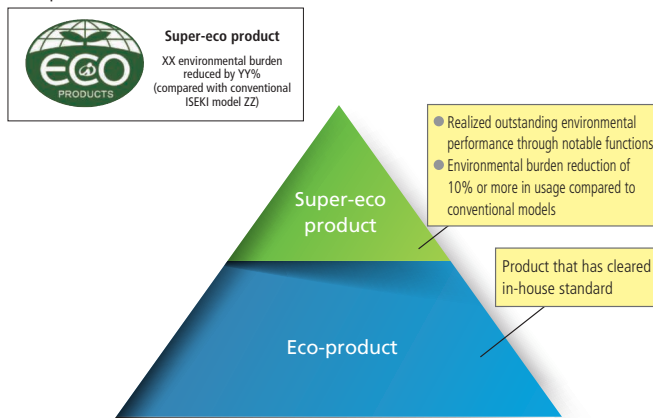 ECO
PRODUCTS
Super-eco product
XX environmental burden
reduced by YY%
(compared with conventional
ISEKI model ZZ)
● Realized outstanding environmental
performance through notable functions
● Environmental burden reduction of
10% or more in usage compared to
conventional models
Super-eco
product
Product that has cleared
in-house standard
Eco-product